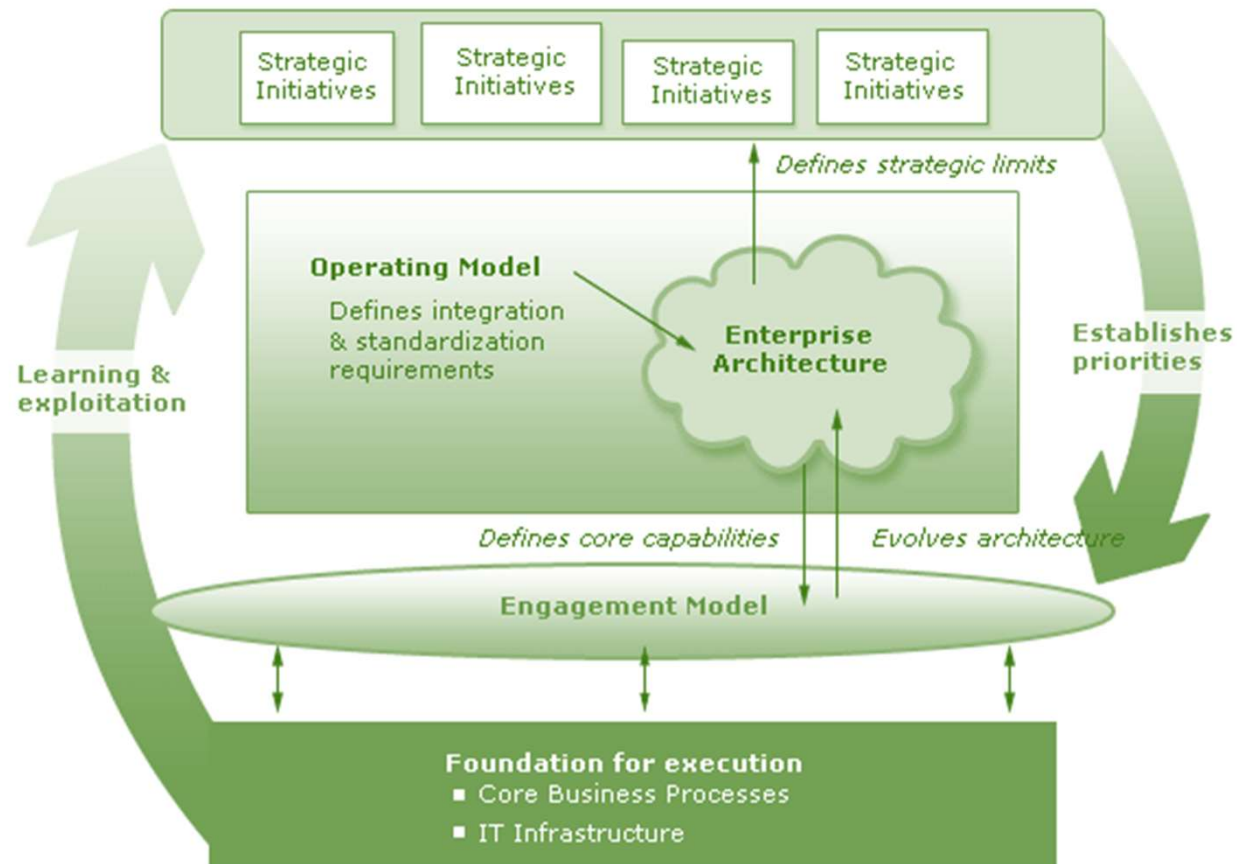 Strategic
Initiatives
Strategic
Initiatives
Strategic
Initiatives
Strategic
Initiatives
Defines strategic limits
Operating Model
Defines integration
& standardization
requirements
Enterprise
Architecture
Establishes
priorities
Learning &
exploitation
Defines core capabilities
Evolves architecture
Engagement Model
Foundation for execution
▪ Core Business Processes
▪ IT Infrastructure